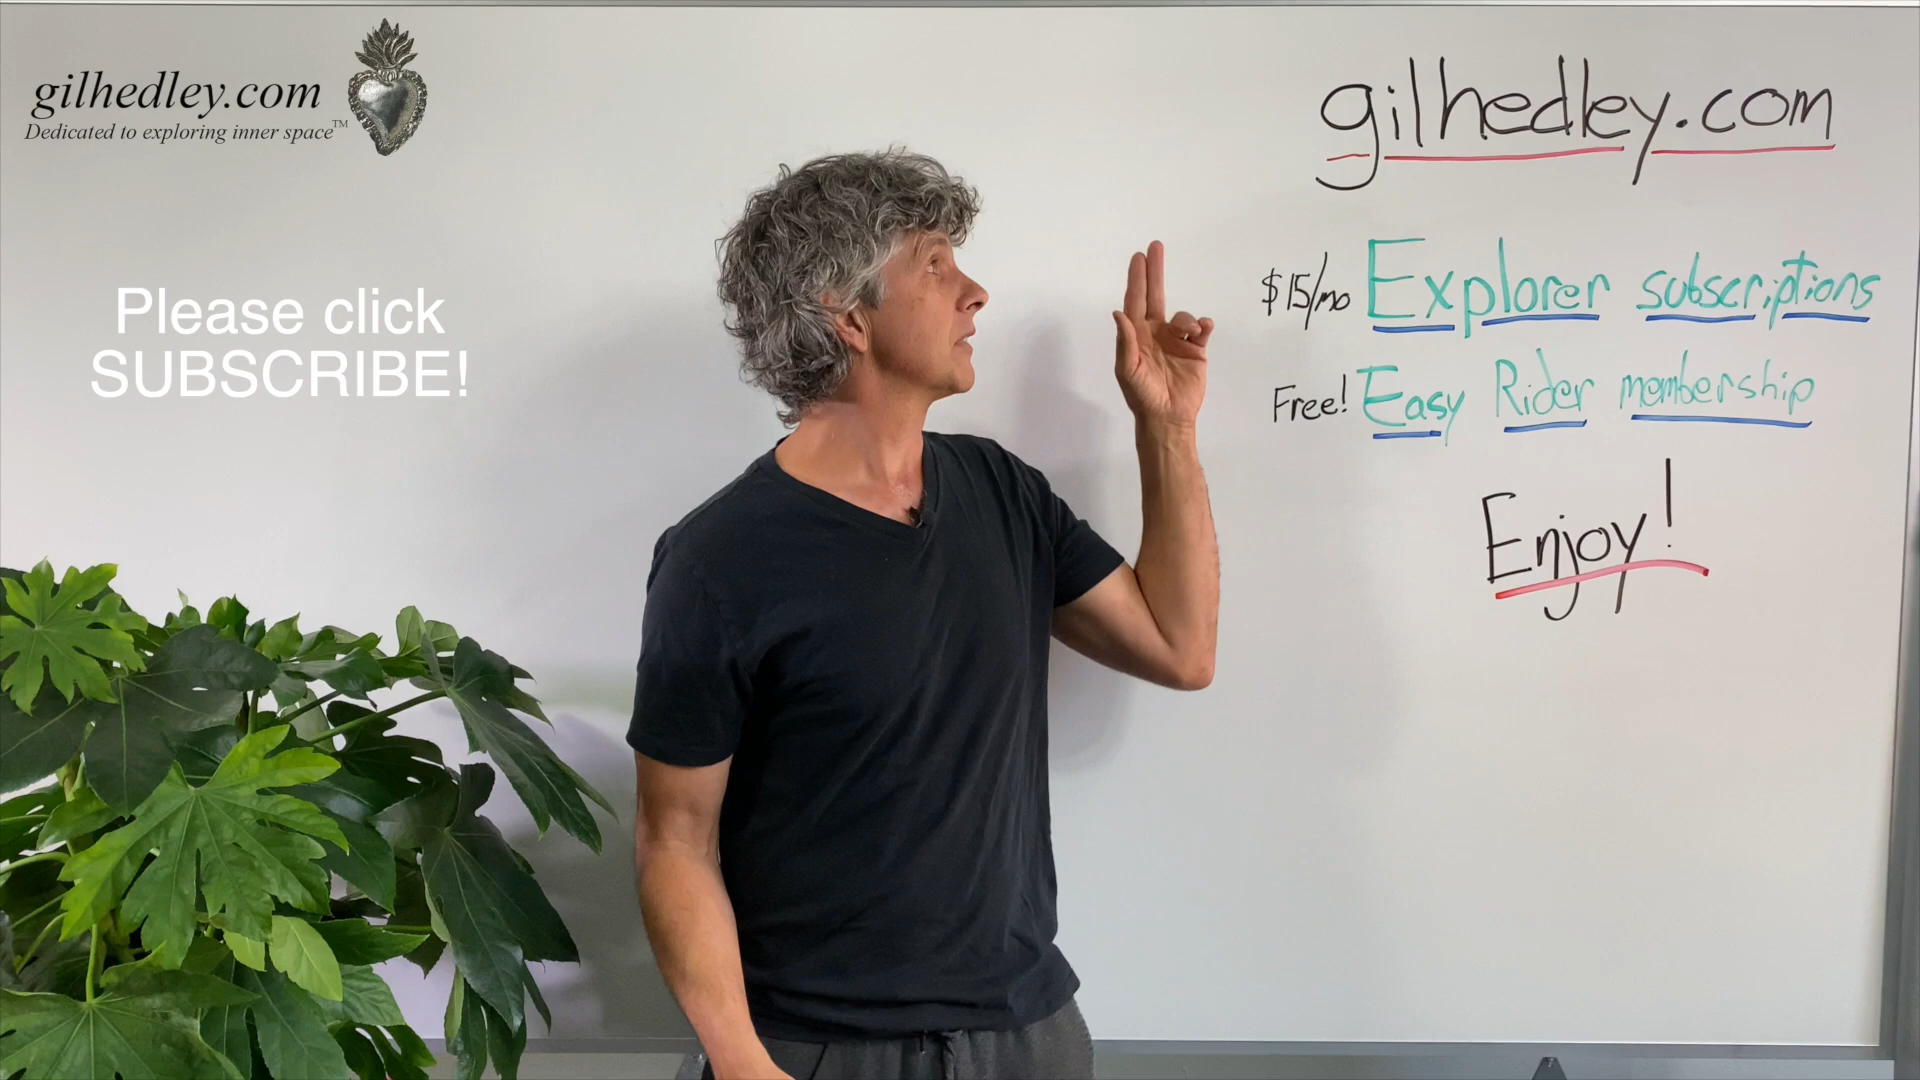 gilhedley.com
Dedicated to exploring inner space™
Please click
SUBSCRIBE!
gilhedley.com
$15/mo Explorer subscriptions
Free! Easy Rider membership
Enjoy!